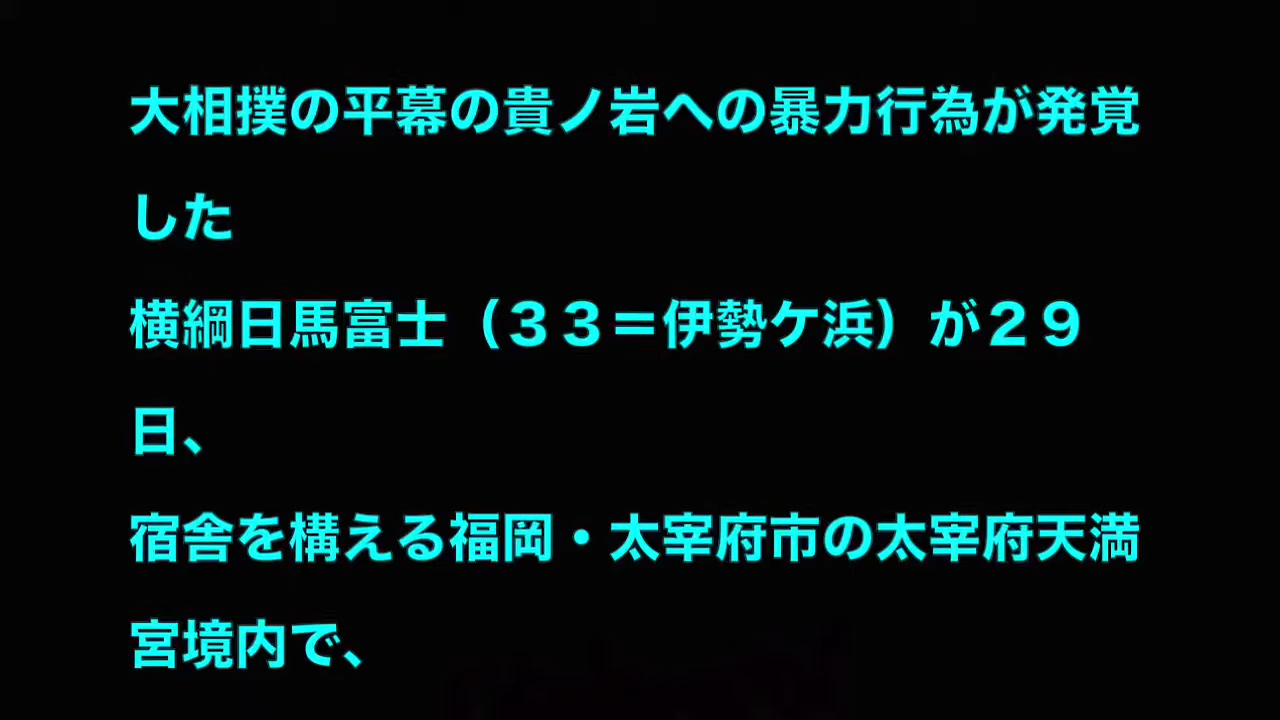 大相撲の平幕の貴ノ岩への暴力行為が発覚
した
横綱日馬富士（３３＝伊勢ケ浜）が２９
日、
宿舎を構える福岡・太宰府市の太宰府天満
宮境内で、